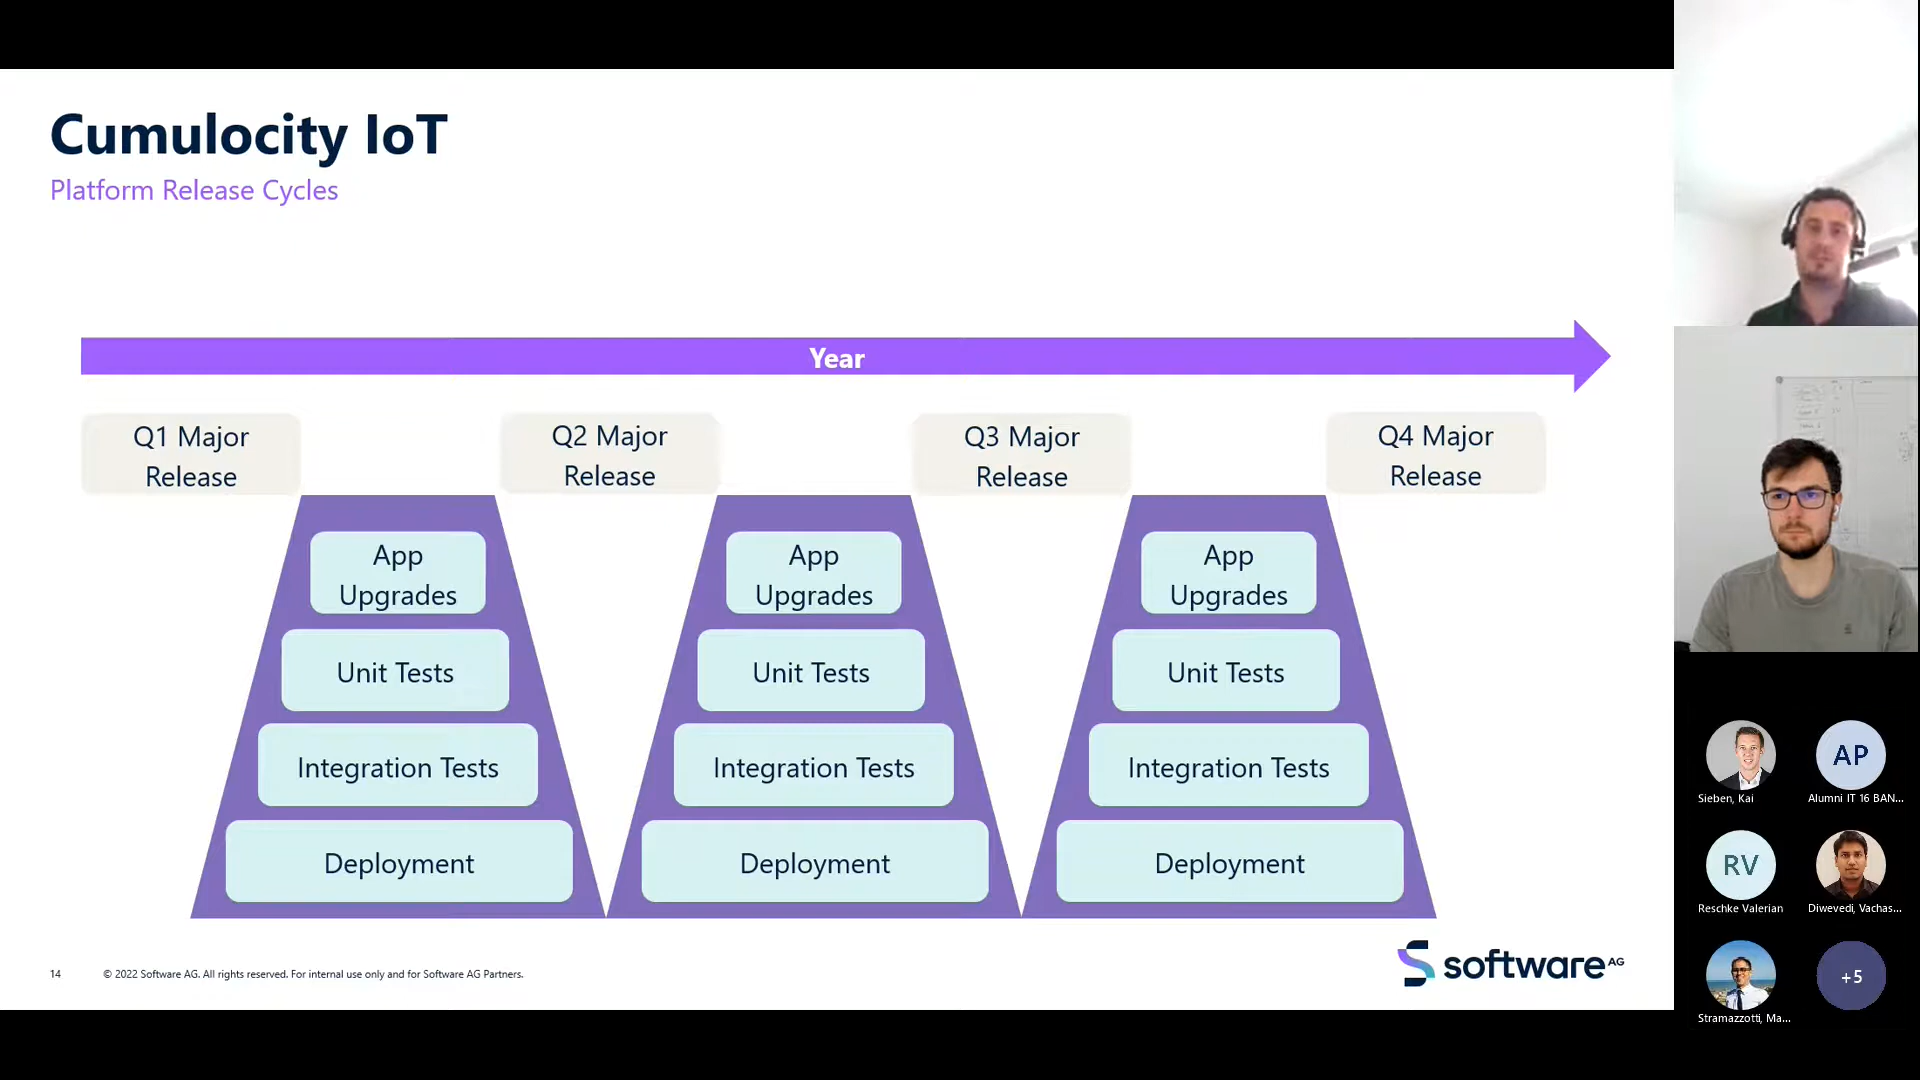 Cumulocity IoT
Platform Release Cycles
Year
Q1 Major
Release
Q2 Major
Release
Q3 Major
Release
Q4 Major
Release
App
Upgrades
Unit Tests
Integration Tests
Deployment
App
Upgrades
Unit Tests
Integration Tests
Deployment
App
Upgrades
Unit Tests
Integration Tests
Deployment
14
© 2022 Software AG. All rights reserved. For internal use only and for Software AG Partners.
software AG
Sieben, Kai
AP
Alumni IT 16 BAN...
RV
Reschke Valerian
Diwevedi, Vachas...
Stramazzotti, Ma...
+5